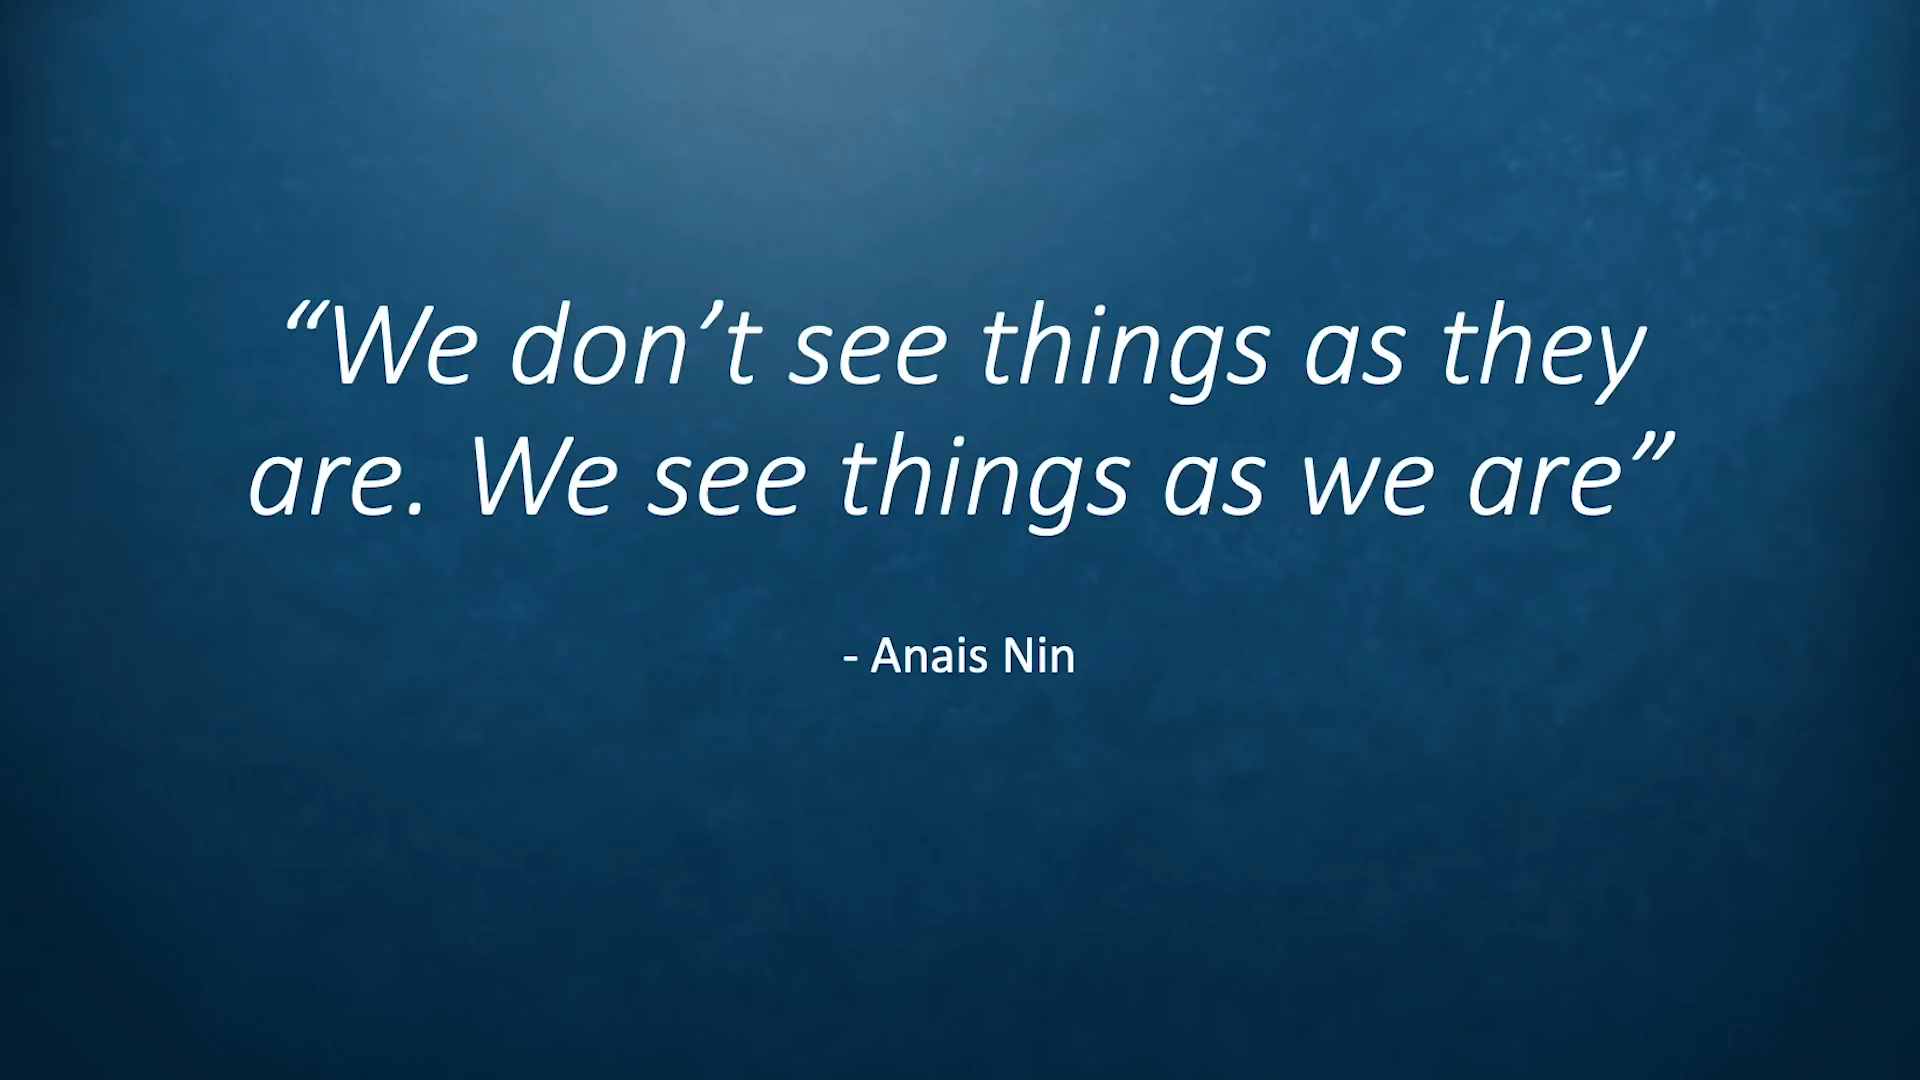 “We don’t see things as they
are. We see things as we are”
- Anais Nin